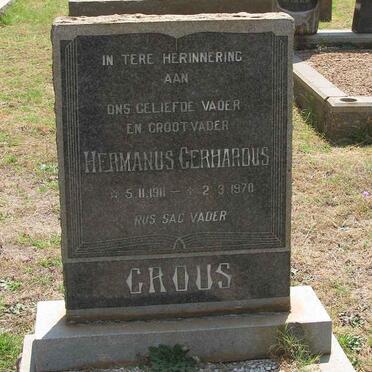 IN TERE HERINNERING
AAN
ONS GELIEFDE VADER
EN GROOTVADER
HERMANUS GERHARDUS
☆ 5.11.1911 — ✝ 2.3.1970
RUS SAG VADER
CROUS